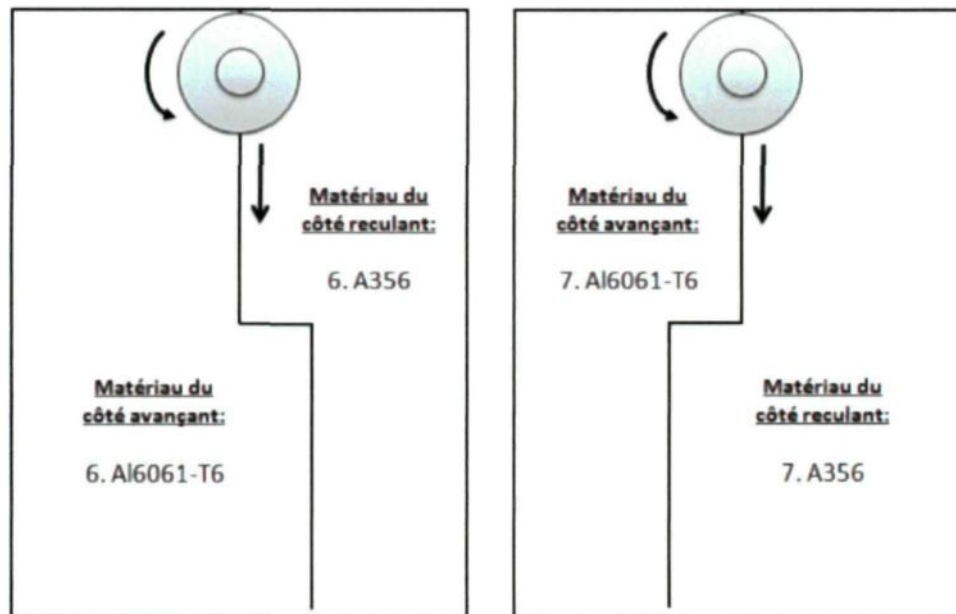 Matériau du
côté reculant:
6. A356
Matériau du
côté avançant:
6. Al6061-T6
Matériau du
côté avançant:
7. Al6061-T6
Matériau du
côté reculant:
7. A356